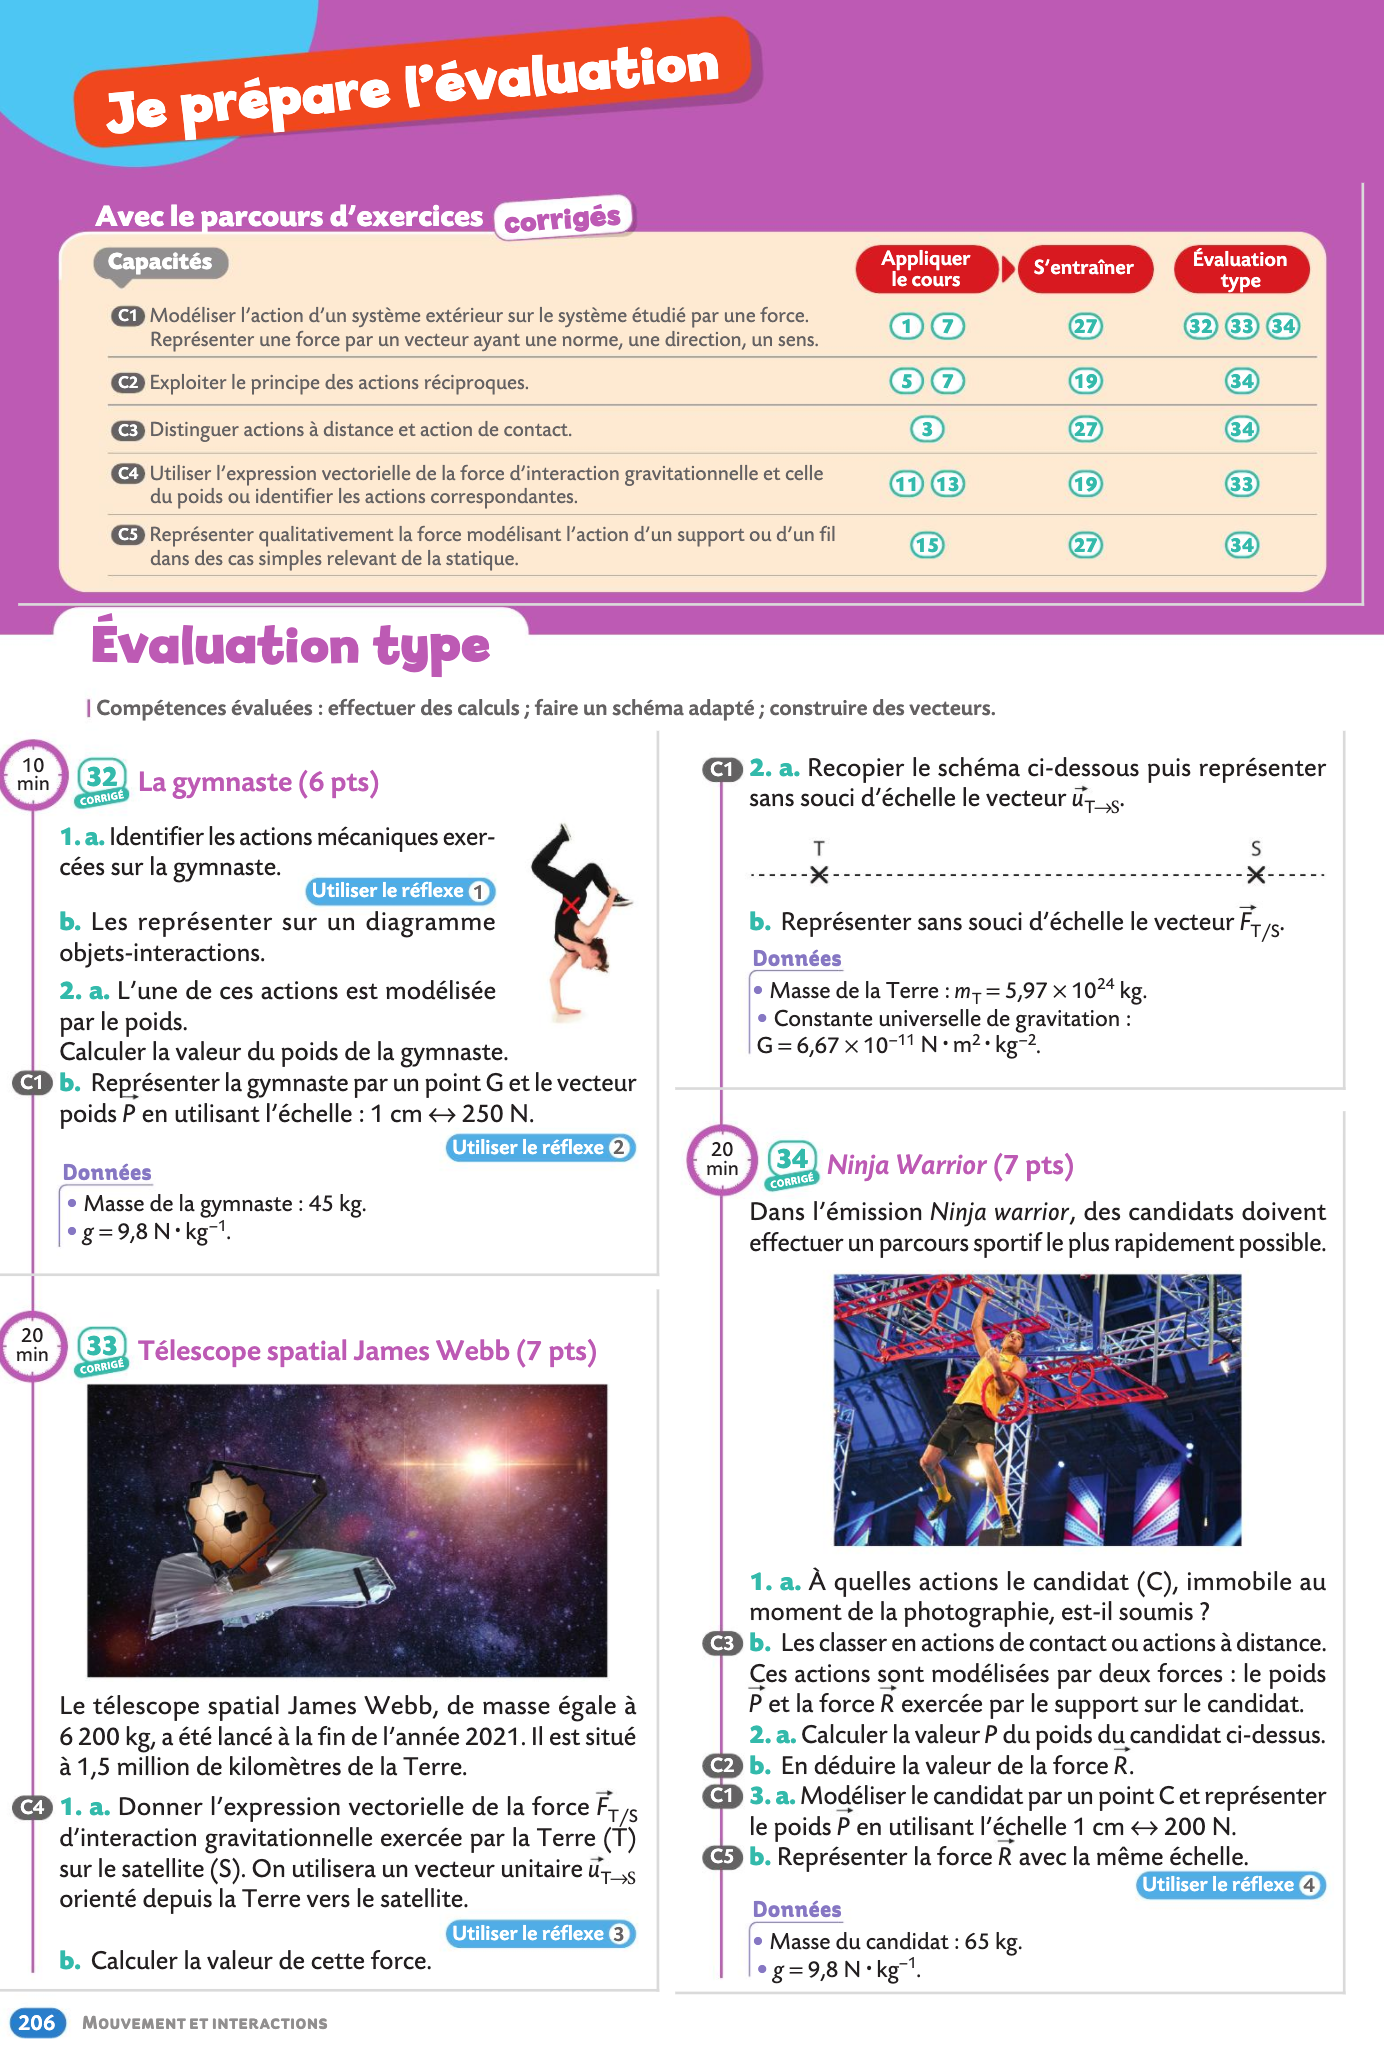 Je prépare l'évaluation
Avec le parcours d'exercices corrigés
Capacités
Appliquer
le cours
S'entraîner
Évaluation
type
C1 Modéliser l'action d'un système extérieur sur le système étudié par une force.
Représenter une force par un vecteur ayant une norme, une direction, un sens.
1 7 27 32 33 34
C2 Exploiter le principe des actions réciproques. 5 7 19 34
C3 Distinguer actions à distance et action de contact. 3 27 34
C4 Utiliser l'expression vectorielle de la force d'interaction gravitationnelle et celle
du poids ou identifier les actions correspondantes.
11 13 19 33
C5 Représenter qualitativement la force modélisant l'action d'un support ou d'un fil
dans des cas simples relevant de la statique.
15 27 34
Évaluation type
Compétences évaluées : effectuer des calculs ; faire un schéma adapté ; construire des vecteurs.
10
min
32 La gymnaste (6 pts)
CORRIGÉ
1. a. Identifier les actions mécaniques exer-
cées sur la gymnaste.
Utiliser le réflexe 1
b. Les représenter sur un diagramme
objets-interactions.
2. a. L'une de ces actions est modélisée
par le poids.
Calculer la valeur du poids de la gymnaste.
C1 b. Représenter la gymnaste par un point G et le vecteur
poids P⃗ en utilisant l'échelle : 1 cm ↔ 250 N.
Utiliser le réflexe 2
Données
• Masse de la gymnaste : 45 kg.
• g = 9,8 N · kg⁻¹.
20
min
33 Télescope spatial James Webb (7 pts)
CORRIGÉ
Le télescope spatial James Webb, de masse égale à
6 200 kg, a été lancé à la fin de l'année 2021. Il est situé
à 1,5 million de kilomètres de la Terre.
C4 1. a. Donner l'expression vectorielle de la force F⃗T/S
d'interaction gravitationnelle exercée par la Terre (T)
sur le satellite (S). On utilisera un vecteur unitaire u⃗T→S
orienté depuis la Terre vers le satellite.
Utiliser le réflexe 3
b. Calculer la valeur de cette force.
C1 2. a. Recopier le schéma ci-dessous puis représenter
sans souci d'échelle le vecteur u⃗T→S.
T S
b. Représenter sans souci d'échelle le vecteur F⃗T/S.
Données
• Masse de la Terre : mT = 5,97 × 10²⁴ kg.
• Constante universelle de gravitation :
G = 6,67 × 10⁻¹¹ N · m² · kg⁻².
20
min
34 Ninja Warrior (7 pts)
CORRIGÉ
Dans l'émission Ninja warrior, des candidats doivent
effectuer un parcours sportif le plus rapidement possible.
1. a. À quelles actions le candidat (C), immobile au
moment de la photographie, est-il soumis ?
C3 b. Les classer en actions de contact ou actions à distance.
Ces actions sont modélisées par deux forces : le poids
P⃗ et la force R⃗ exercée par le support sur le candidat.
2. a. Calculer la valeur P du poids du candidat ci-dessus.
C2 b. En déduire la valeur de la force R⃗.
C1 3. a. Modéliser le candidat par un point C et représenter
le poids P⃗ en utilisant l'échelle 1 cm ↔ 200 N.
C5 b. Représenter la force R⃗ avec la même échelle.
Utiliser le réflexe 4
Données
• Masse du candidat : 65 kg.
• g = 9,8 N · kg⁻¹.
206 MOUVEMENT ET INTERACTIONS